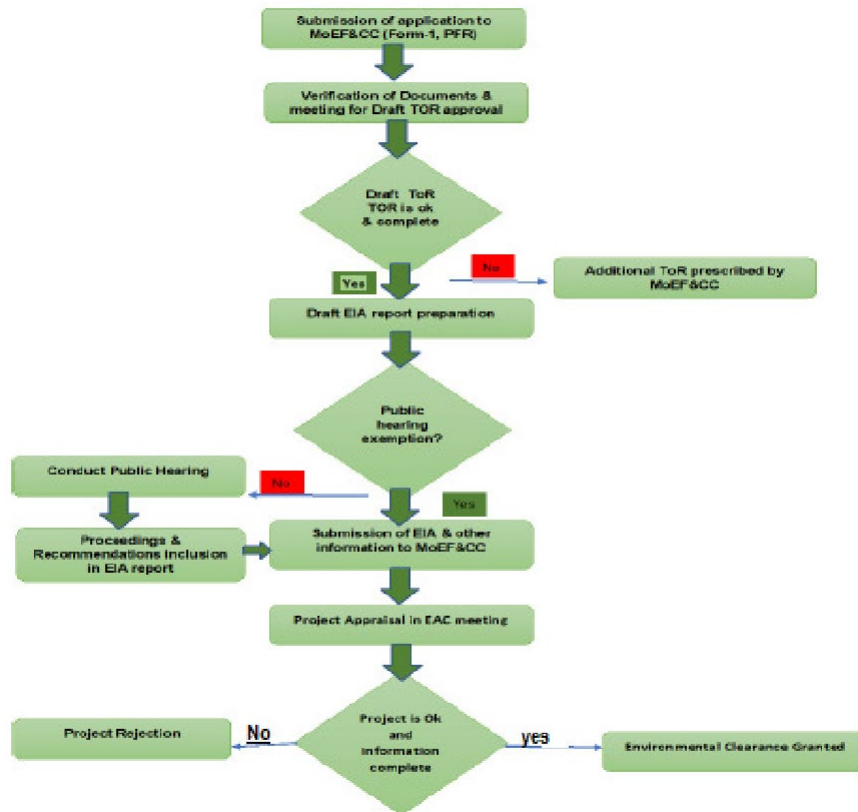 Submission of application to
MoEF&CC (Form-1, PFR)
Verification of Documents &
meeting for Draft TOR approval
Draft ToR
TOR is ok
& complete
No
Additional ToR prescribed by
MoEF&CC
Yes
Draft EIA report preparation
Public
hearing
exemption?
Conduct Public Hearing
No
Yes
Proceedings &
Recommendations inclusion
in EIA report
Submission of EIA & other
information to MoEF&CC
Project Appraisal in EAC meeting
Project is Ok
and
information
complete
No
Project Rejection
yes
Environmental Clearance Granted